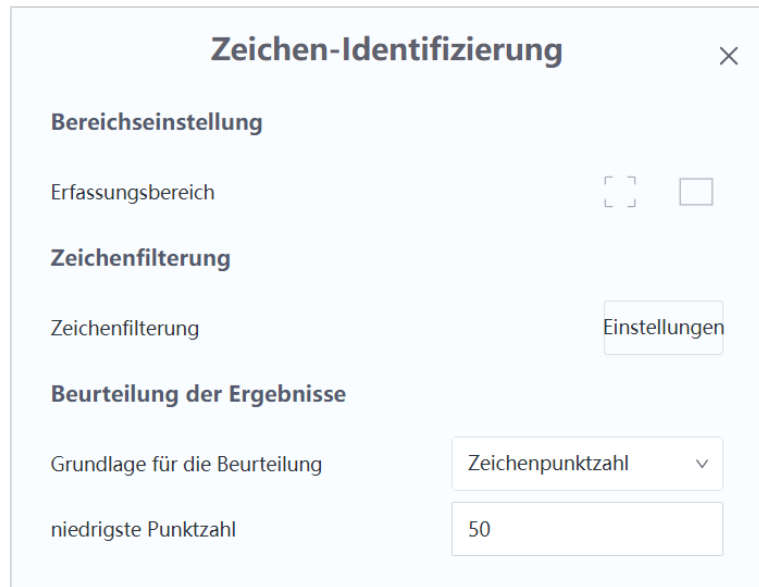 Zeichen-Identifizierung
Bereichseinstellung
Erfassungsbereich
Zeichenfilterung
Zeichenfilterung
Einstellungen
Beurteilung der Ergebnisse
Grundlage für die Beurteilung
Zeichenpunktzahl
niedrigste Punktzahl
50